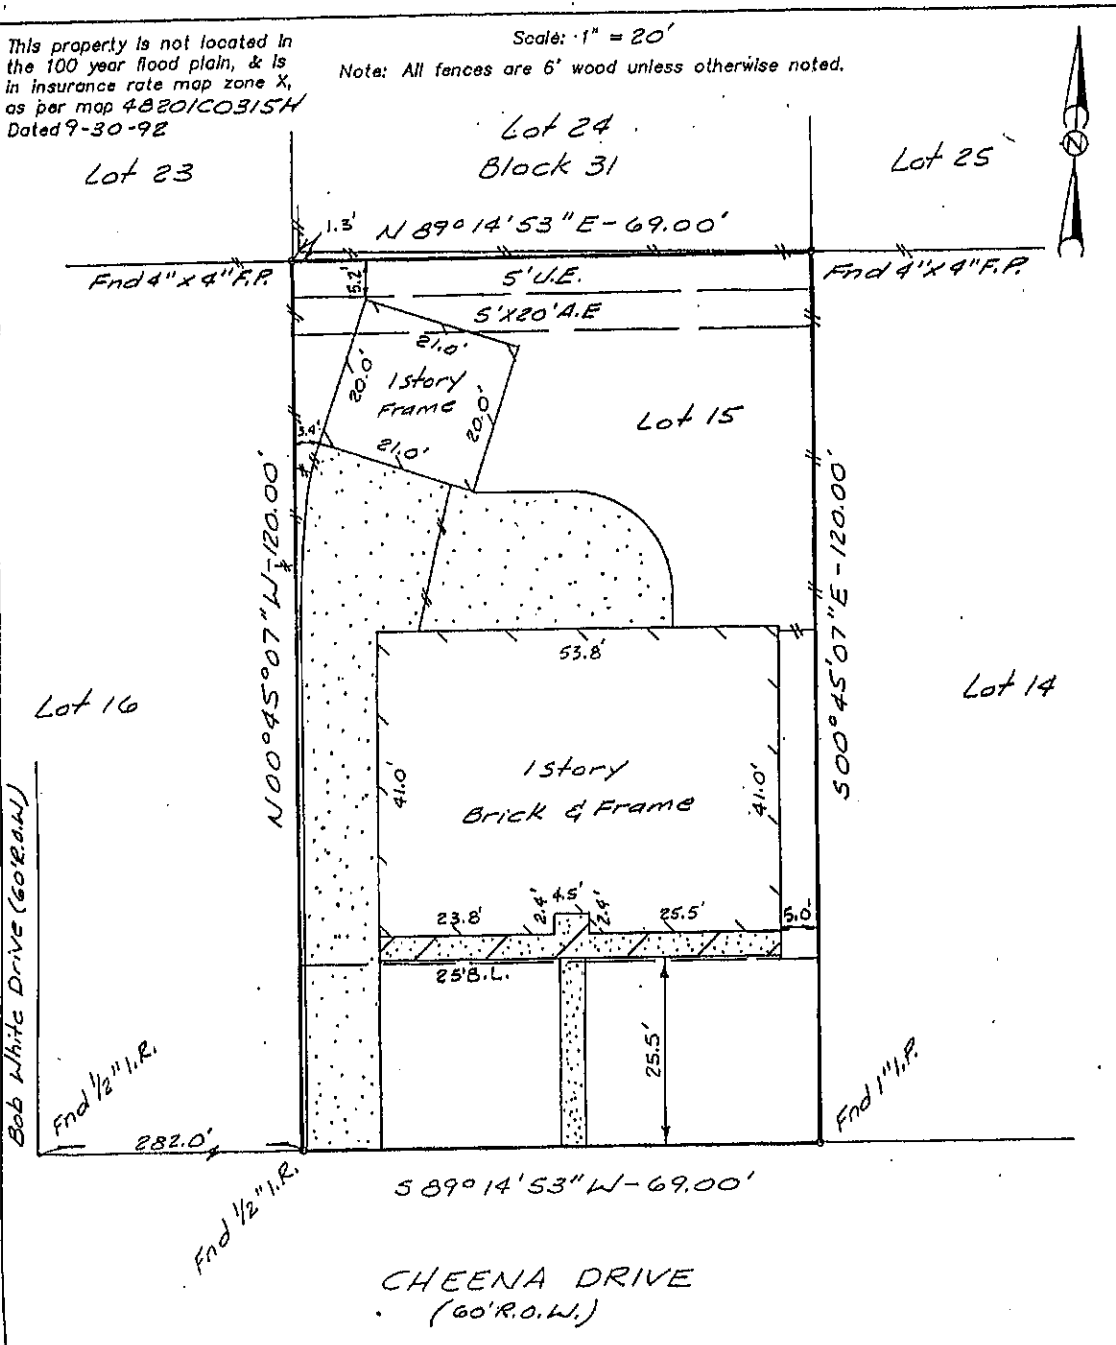 This property is not located in
the 100 year flood plain, & is
in insurance rate map zone X,
as per map 48201C0315H
Dated 9-30-92
Scale: 1" = 20'
Note: All fences are 6' wood unless otherwise noted.
N
Lot 23
Lot 24
Block 31
Lot 25
1.3'
N 89° 14' 53" E - 69.00'
Fnd 4" x 4" F.P.
Fnd 4" x 4" F.P.
5.2'
5' U.E.
5' X 20' A.E
21.0'
20.0'
1 Story
Frame
20.0'
21.0'
3.4'
Lot 15
N 00° 45° 07" W - 120.00'
S 00° 45' 07" E - 120.00'
53.8'
Lot 16
Lot 14
41.0'
1 Story
Brick & Frame
41.0'
23.8'
2.4'
4.5'
2.4'
25.5'
5.0'
25' B.L.
25.5'
Bob White Drive (60' R.O.W)
Fnd 1/2" I.R.
282.0'
Fnd 1/2" I.R.
Fnd 1" I.P.
S 89° 14' 53" W - 69.00'
CHEENA DRIVE
(60' R.O.W.)